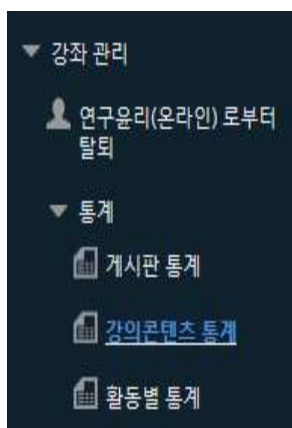 강좌 관리
연구윤리(온라인) 로부터
탈퇴
통계
게시판 통계
강의콘텐츠 통계
활동별 통계